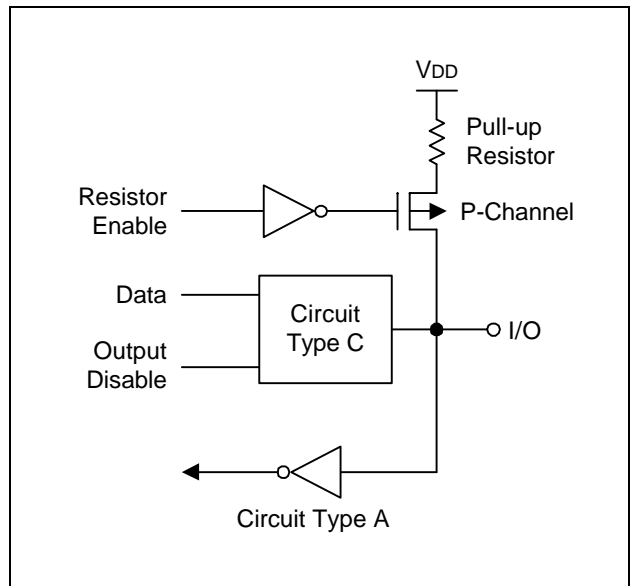 VDD
Pull-up
Resistor
Resistor
Enable
P-Channel
Data
Circuit
Type C
I/O
Output
Disable
Circuit Type A